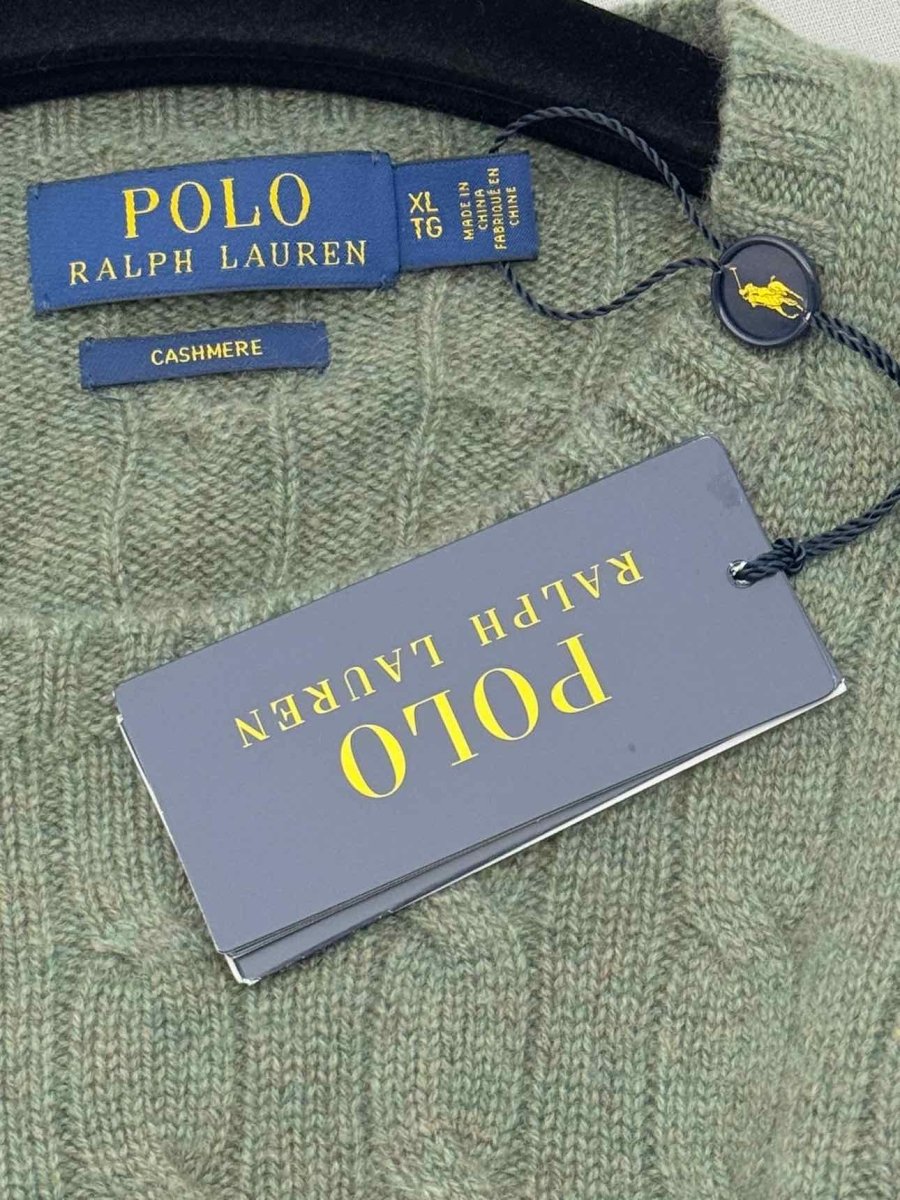 POLO
RALPH LAUREN
XL
TG
MADE IN
CHINA
FABRIQUÉ EN
CHINE
CASHMERE
POLO
RALPH LAUREN